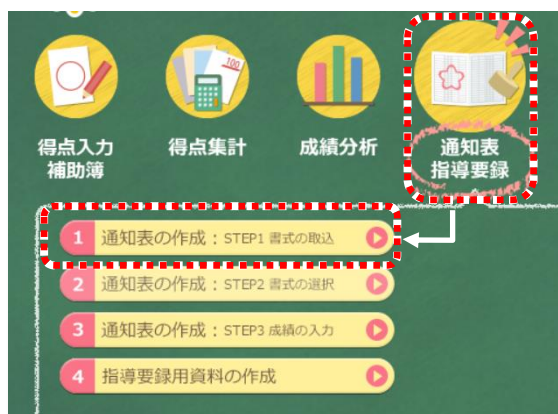 100
得点入力
補助簿
得点集計
成績分析
通知表
指導要録
1 通知表の作成：STEP1 書式の取込
2 通知表の作成：STEP2 書式の選択
3 通知表の作成：STEP3 成績の入力
4 指導要録用資料の作成